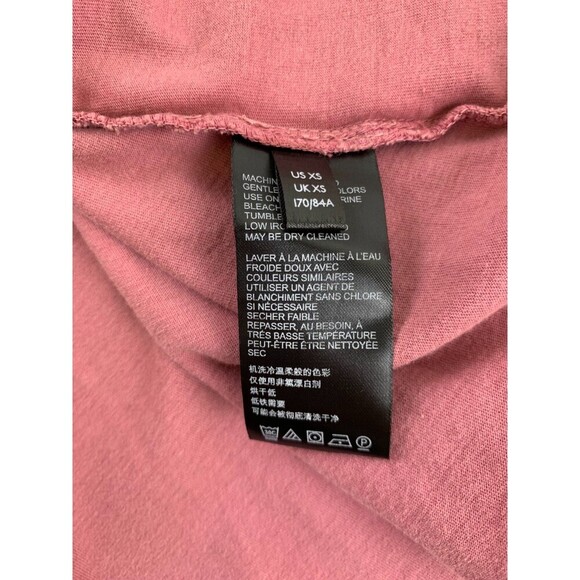 US XS
UK XS
170/84A
MACHIN
GENTLE OLORS
USE ON RINE
BLEACH
TUMBLE
LOW IRO
MAY BE DRY CLEANED
LAVER À LA MACHINE À L'EAU
FROIDE DOUX AVEC
COULEURS SIMILAIRES
UTILISER UN AGENT DE
BLANCHIMENT SANS CHLORE
SI NÉCESSAIRE
SECHER FAIBLE
REPASSER, AU BESOIN, À
TRÈS BASSE TEMPÉRATURE
PEUT-ÊTRE ÊTRE NETTOYÉE
SEC
机洗冷温柔般的色彩
仅使用非氯漂白剂
烘干低
低铁需要
可能会被彻底清洗干净